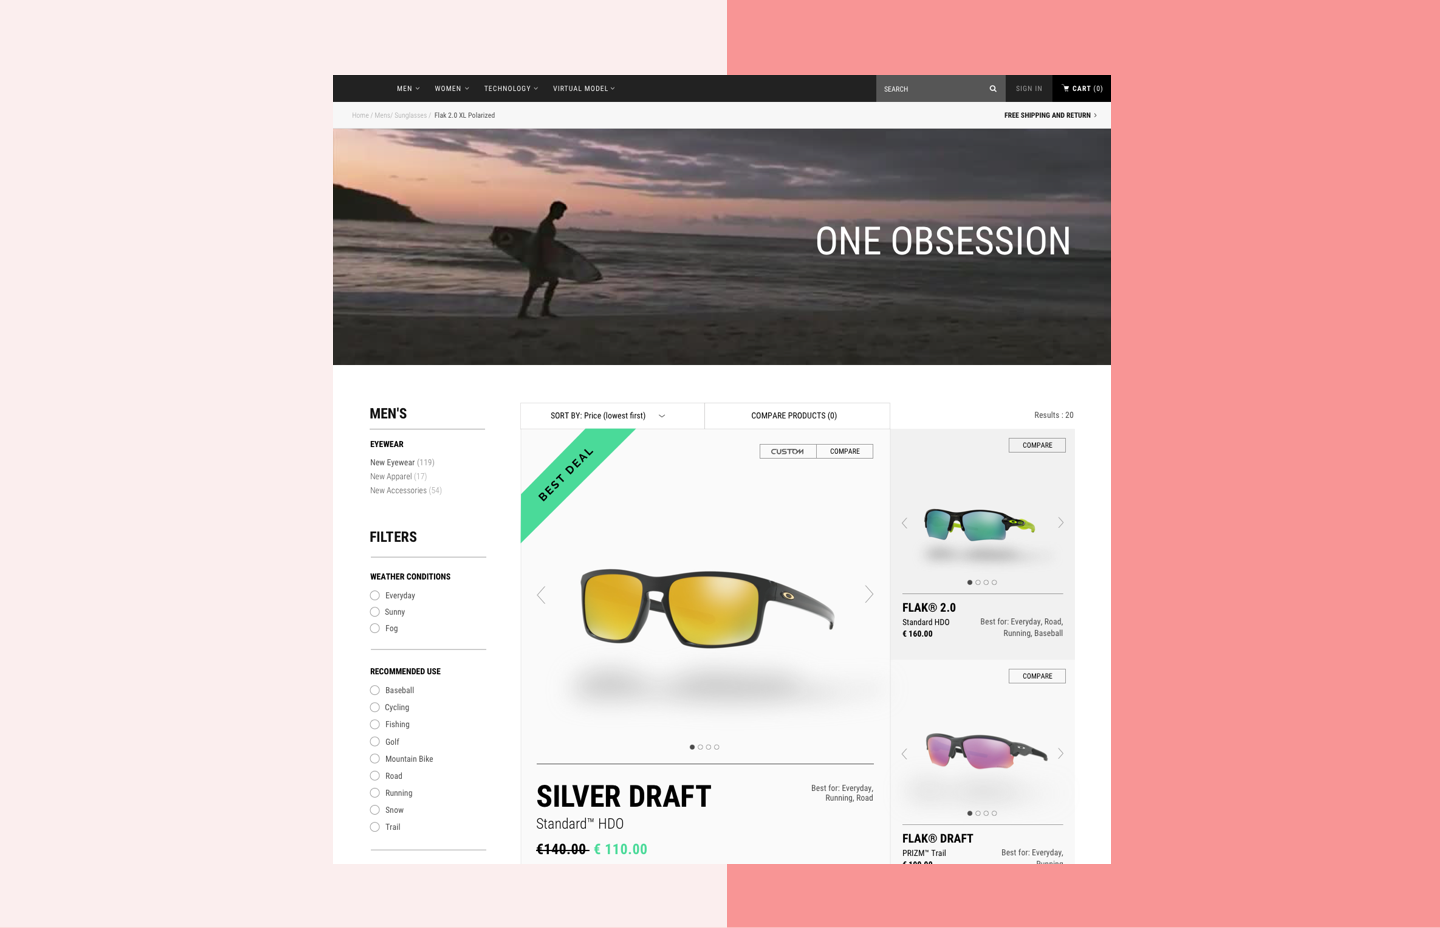 MEN WOMEN TECHNOLOGY VIRTUAL MODEL SEARCH SIGN IN CART (0)
Home / Mens/ Sunglasses / Flak 2.0 XL Polarized FREE SHIPPING AND RETURN
ONE OBSESSION
MEN'S
EYEWEAR
New Eyewear (119)
New Apparel (17)
New Accessories (54)
FILTERS
WEATHER CONDITIONS
Everyday
Sunny
Fog
RECOMMENDED USE
Baseball
Cycling
Fishing
Golf
Mountain Bike
Road
Running
Snow
Trail
SORT BY: Price (lowest first) COMPARE PRODUCTS (0) Results : 20
BEST DEAL
CUSTOM COMPARE
SILVER DRAFT
Standard™ HDO
€140.00 € 110.00
Best for: Everyday,
Running, Road
COMPARE
FLAK® 2.0
Standard HDO
€ 160.00
Best for: Everyday, Road,
Running, Baseball
COMPARE
FLAK® DRAFT
PRIZM™ Trail
Best for: Everyday,
Running